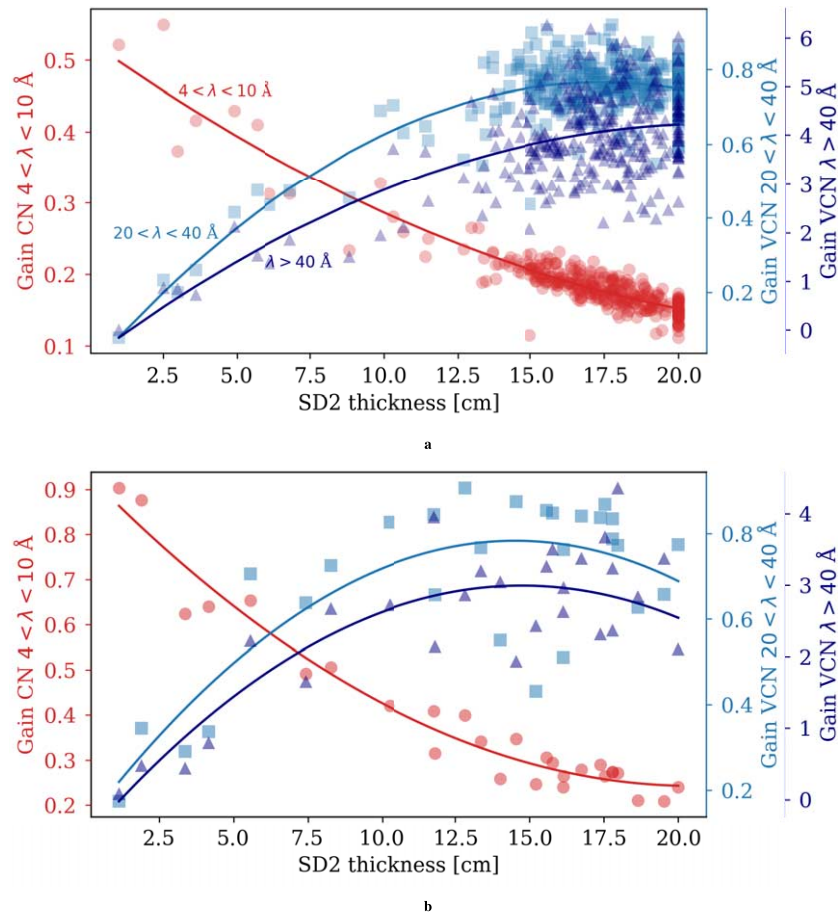 Gain CN 4 < λ < 10 Å
0.5
0.4
0.3
0.2
0.1
4 < λ < 10 Å
20 < λ < 40 Å
λ > 40 Å
0.8
0.6
0.4
0.2
Gain VCN 20 < λ < 40 Å
6
5
4
3
2
1
0
Gain VCN λ > 40 Å
2.5 5.0 7.5 10.0 12.5 15.0 17.5 20.0
SD2 thickness [cm]
a
Gain CN 4 < λ < 10 Å
0.9
0.8
0.7
0.6
0.5
0.4
0.3
0.2
0.8
0.6
0.4
0.2
Gain VCN 20 < λ < 40 Å
4
3
2
1
0
Gain VCN λ > 40 Å
2.5 5.0 7.5 10.0 12.5 15.0 17.5 20.0
SD2 thickness [cm]
b